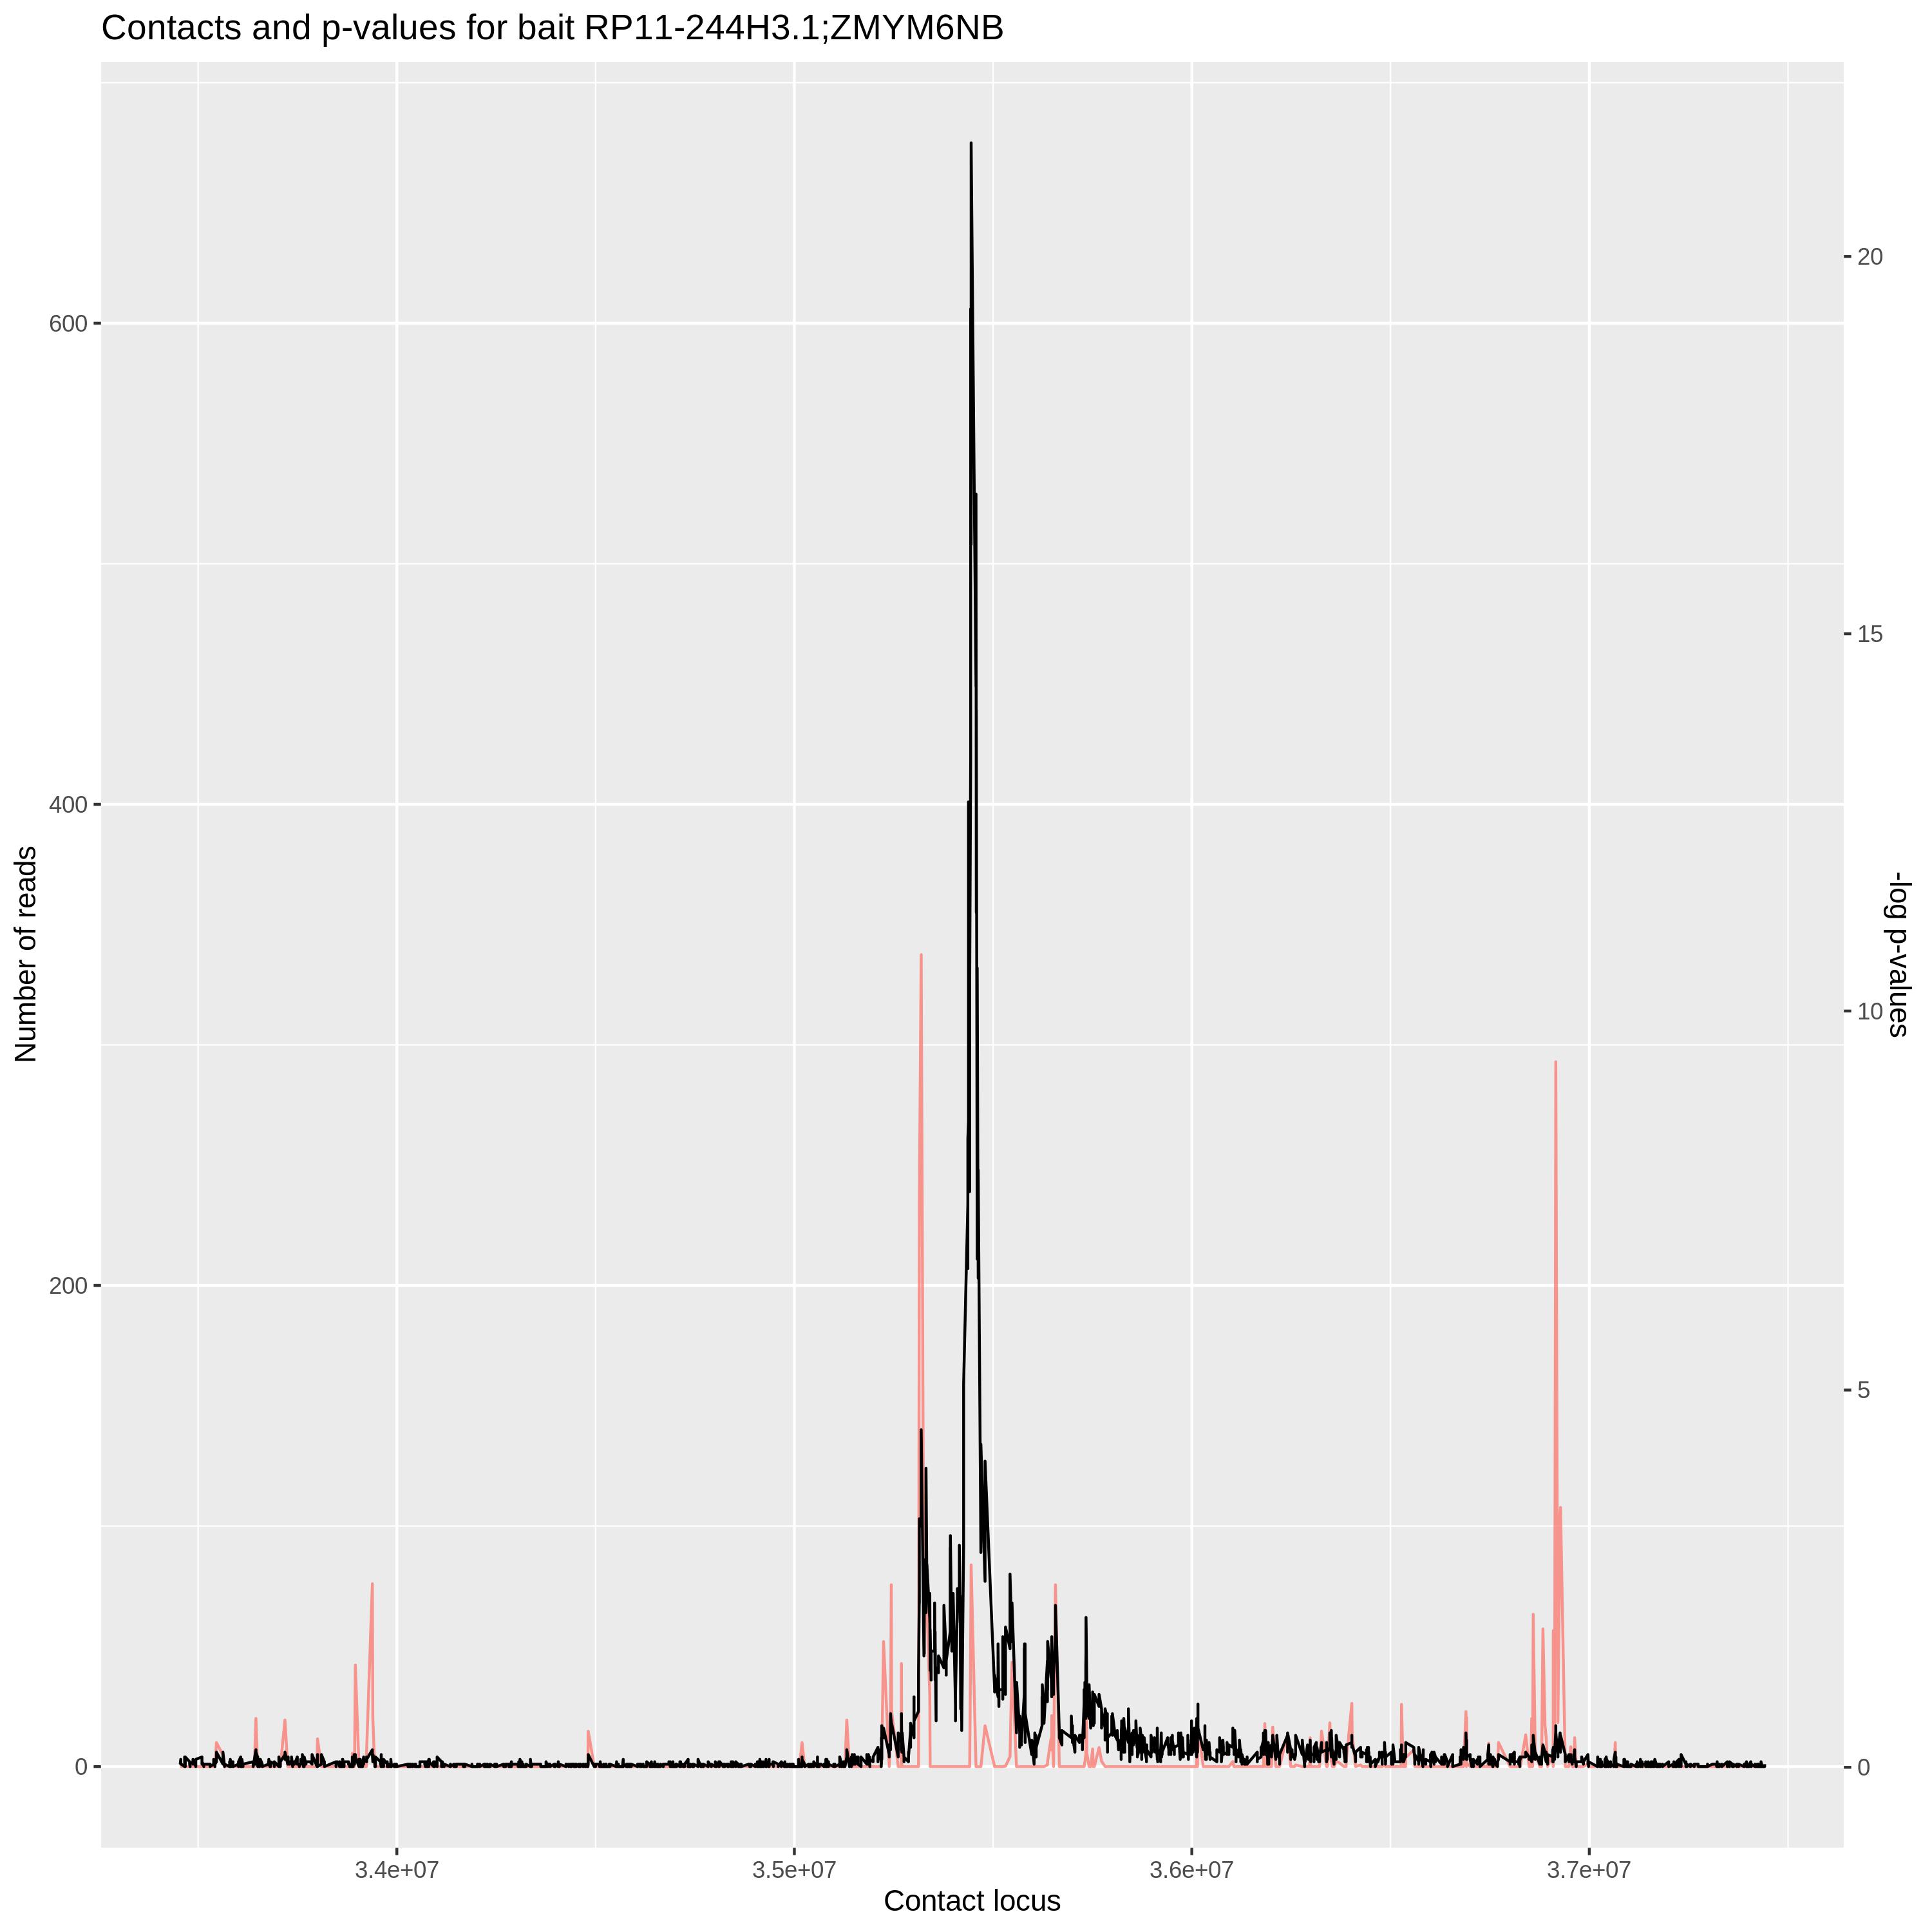 Contacts and p-values for bait RP11-244H3.1;ZMYM6NB
600
400
200
0
Number of reads
20
15
10
5
0
-log p-values
3.4e+07
3.5e+07
3.6e+07
3.7e+07
Contact locus